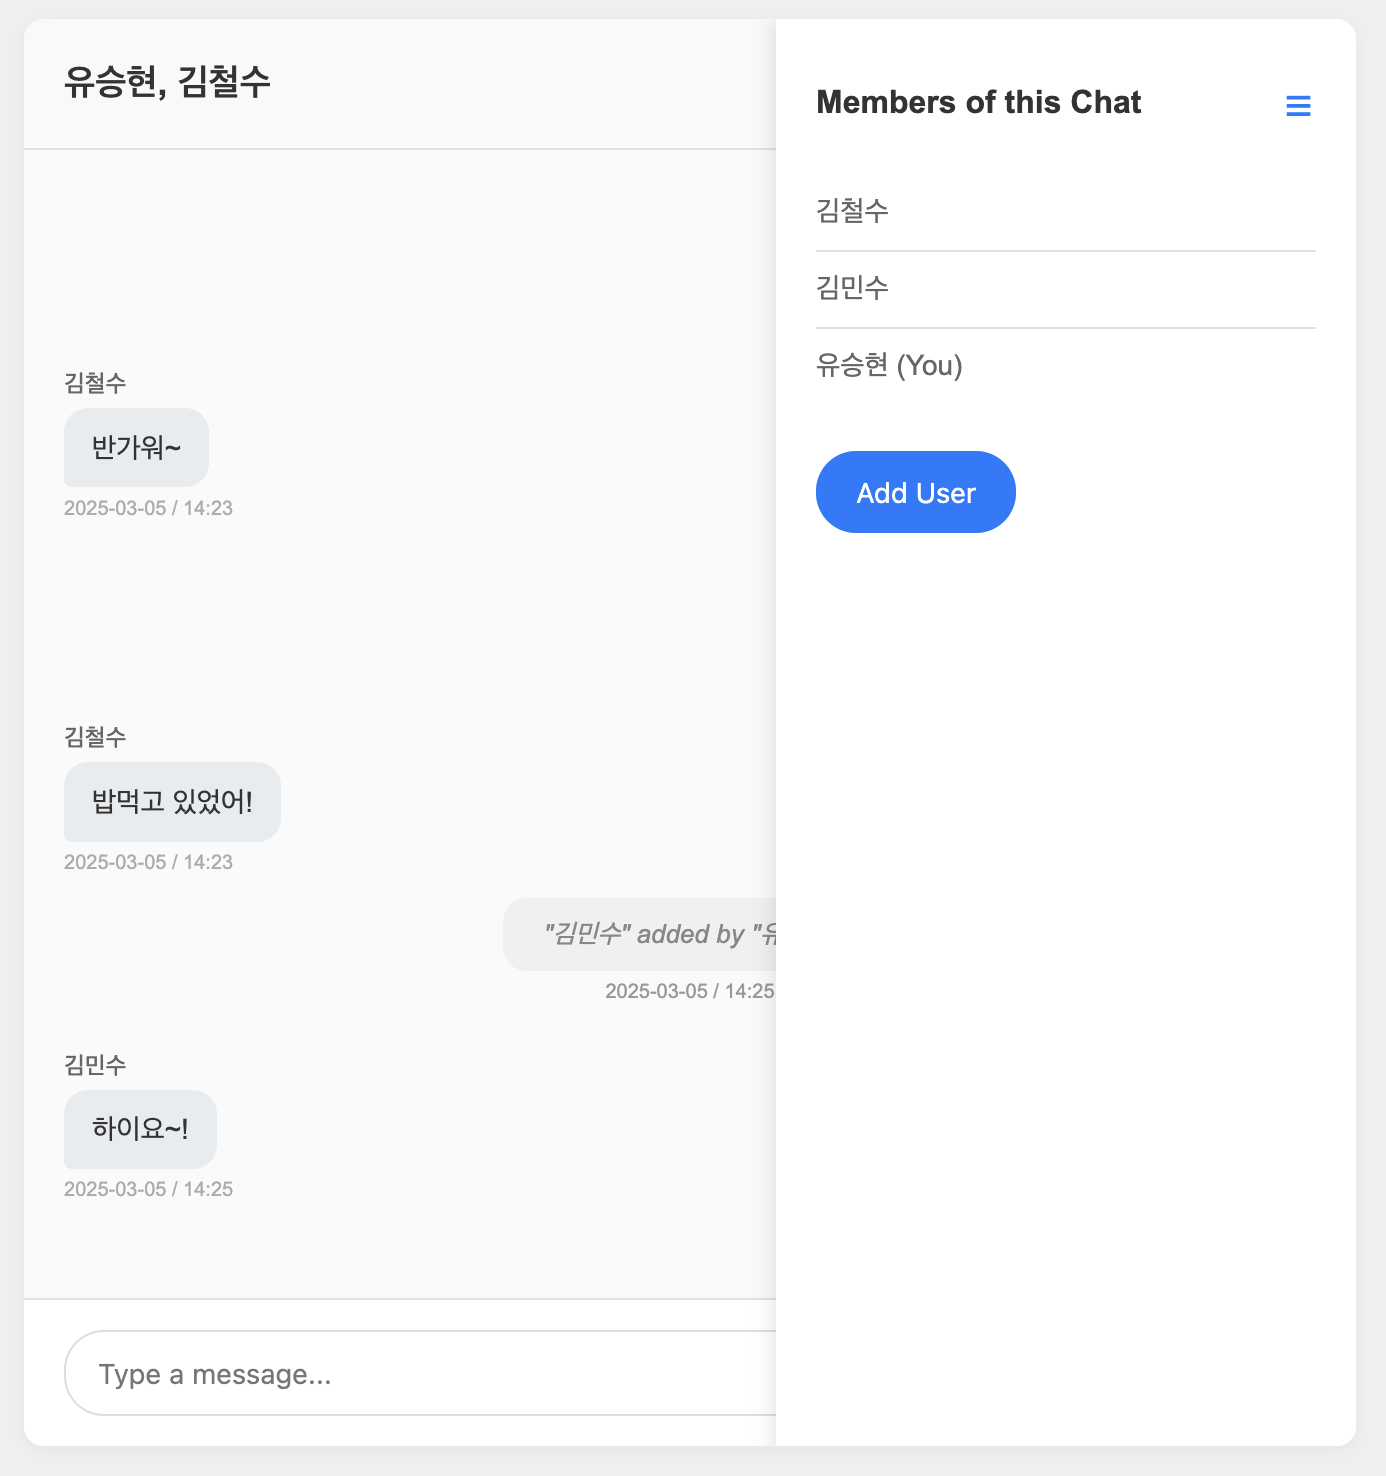 유승현, 김철수
김철수
반가워~
2025-03-05 / 14:23
김철수
밥먹고 있었어!
2025-03-05 / 14:23
"김민수" added by "유
2025-03-05 / 14:25
김민수
하이요~!
2025-03-05 / 14:25
Type a message...
Members of this Chat
김철수
김민수
유승현 (You)
Add User